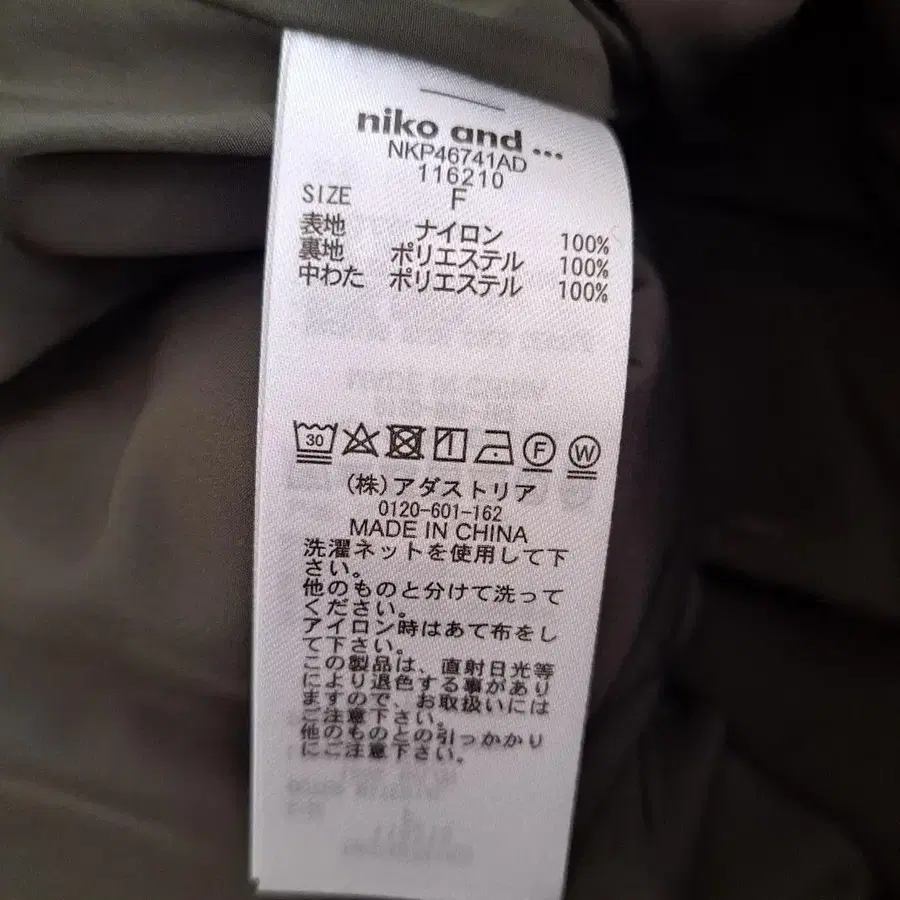 niko and ...
NKP46741AD
116210
SIZE F
表地 ナイロン 100%
裏地 ポリエステル 100%
中わた ポリエステル 100%
30 F W
(株)アダストリア
0120-601-162
MADE IN CHINA
洗濯ネットを使用して下
さい。
他のものと分けて洗って
ください。
アイロン時はあて布をし
て下さい。
この製品は、直射日光等
により退色する事があり
ますので、お取扱いには
ご注意下さい。
他のものとの引っかかり
にご注意下さい。